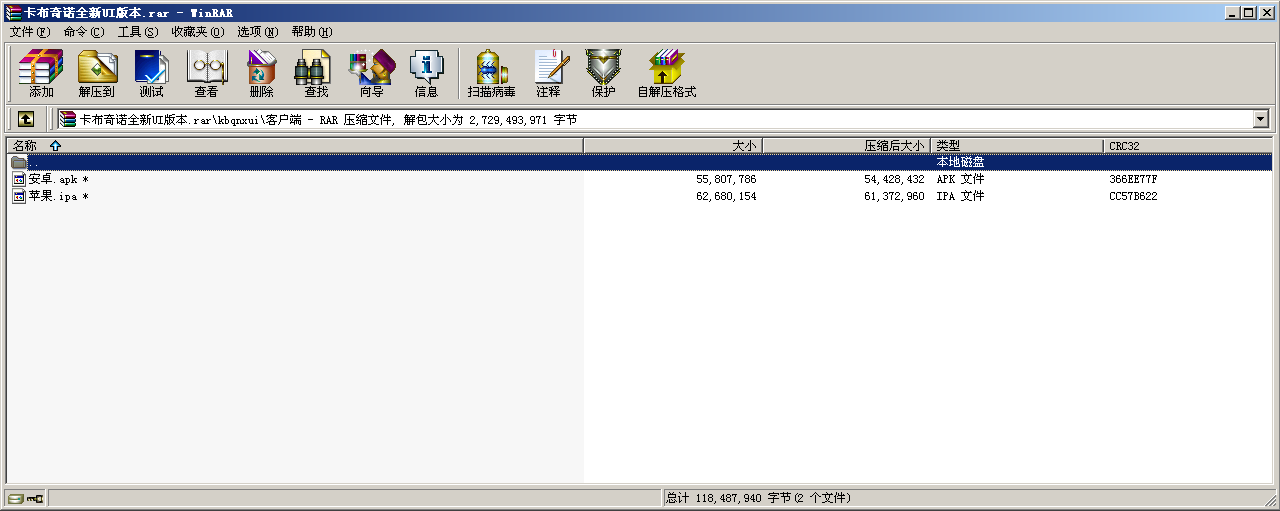 卡布奇诺全新UI版本.rar - WinRAR
文件(F) 命令(C) 工具(S) 收藏夹(O) 选项(N) 帮助(H)
添加 解压到 测试 查看 删除 查找 向导 信息 扫描病毒 注释 保护 自解压格式
卡布奇诺全新UI版本.rar\kbqnxui\客户端 - RAR 压缩文件, 解包大小为 2,729,493,971 字节
名称 大小 压缩后大小 类型 CRC32
.. 本地磁盘
安卓.apk * 55,807,786 54,428,432 APK 文件 366EE77F
苹果.ipa * 62,680,154 61,372,960 IPA 文件 CC57B622
总计 118,487,940 字节(2 个文件)